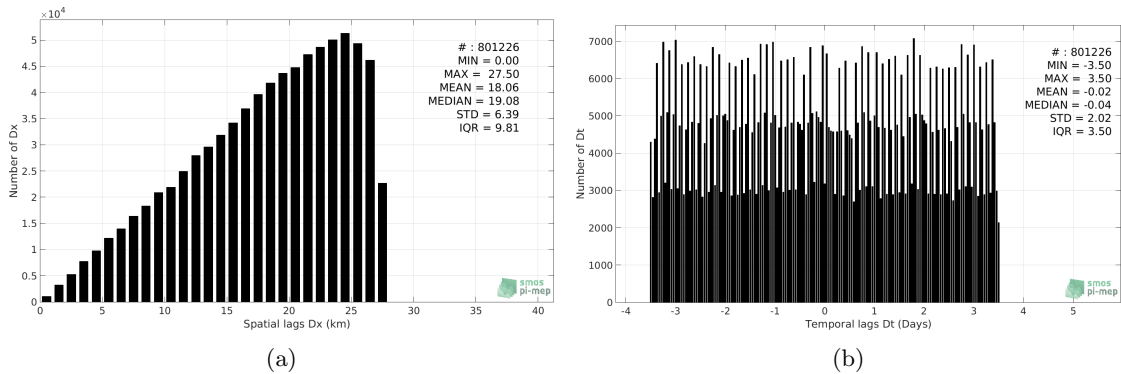 ×10⁴
5
4.5
4
3.5
3
2.5
2
1.5
1
0.5
0
Number of Dx
# : 801226
MIN = 0.00
MAX = 27.50
MEAN = 18.06
MEDIAN = 19.08
STD = 6.39
IQR = 9.81
smos
pi-mep
0 5 10 15 20 25 30 35 40
Spatial lags Dx (km)
(a)
7000
6000
5000
4000
3000
2000
1000
0
Number of Dt
# : 801226
MIN = -3.50
MAX = 3.50
MEAN = -0.02
MEDIAN = -0.04
STD = 2.02
IQR = 3.50
smos
pi-mep
-4 -3 -2 -1 0 1 2 3 4 5
Temporal lags Dt (Days)
(b)